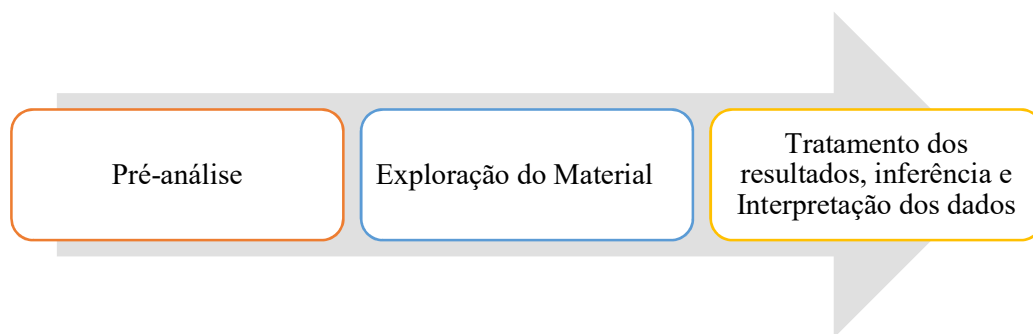 Pré-análise
Exploração do Material
Tratamento dos
resultados, inferência e
Interpretação dos dados